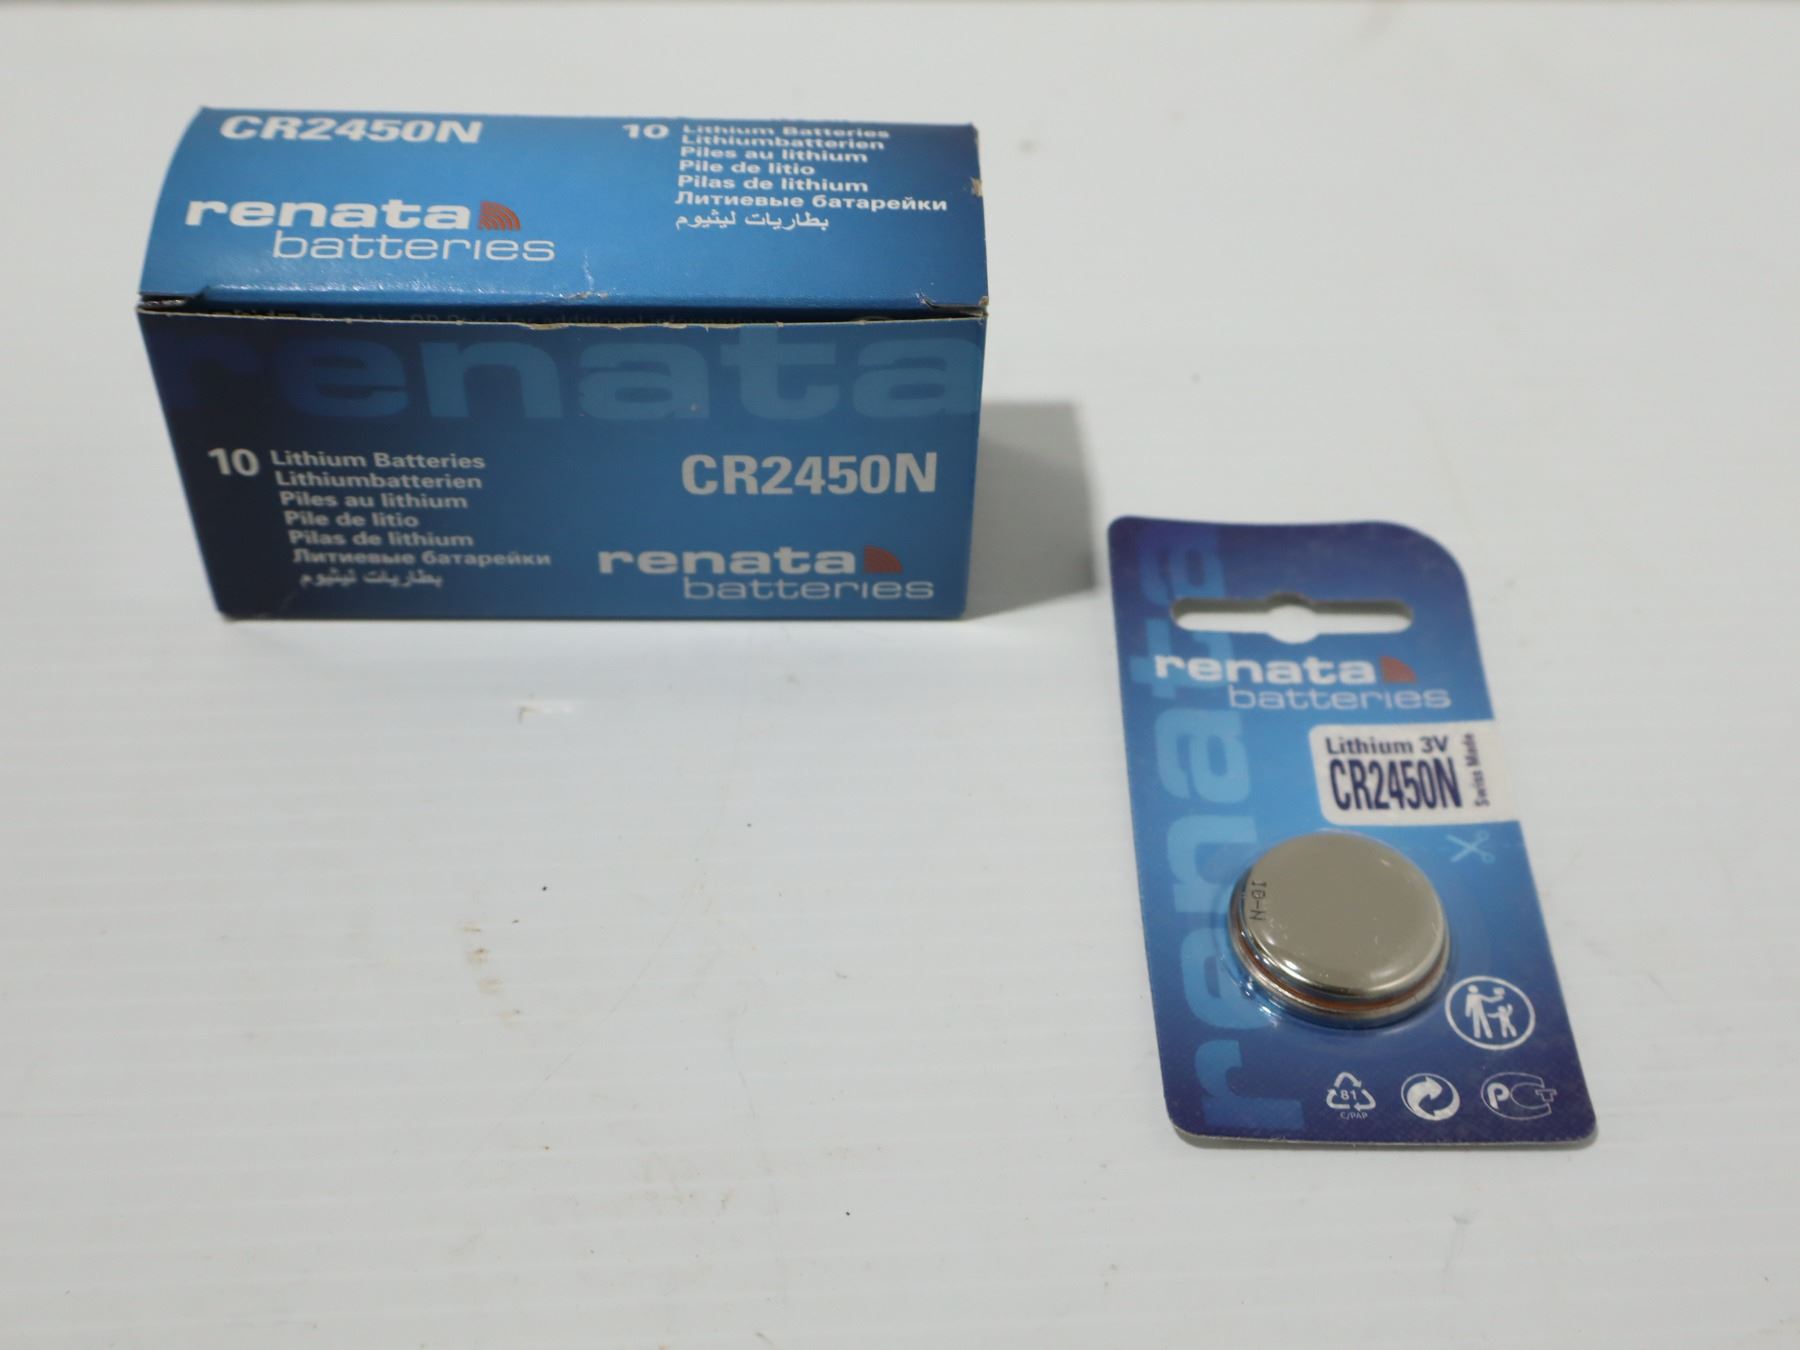 CR2450N
10 Lithium Batteries
Lithiumbatterien
Piles au lithium
Pile de litio
Pilas de lithium
Литиевые батарейки
بطاريات ليثيوم
renata
batteries
renata
10 Lithium Batteries
Lithiumbatterien
Piles au lithium
Pile de litio
Pilas de lithium
Литиевые батарейки
بطاريات ليثيوم
CR2450N
renata
batteries
renata
renata
batteries
Lithium 3V
CR2450N
Swiss Made
81
C/PAP